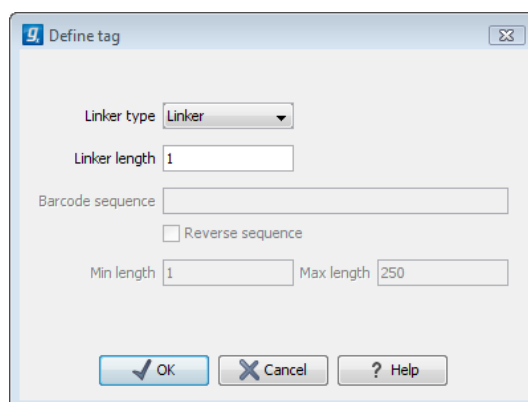 Define tag
Linker type Linker
Linker length 1
Barcode sequence
Reverse sequence
Min length 1 Max length 250
OK Cancel ? Help